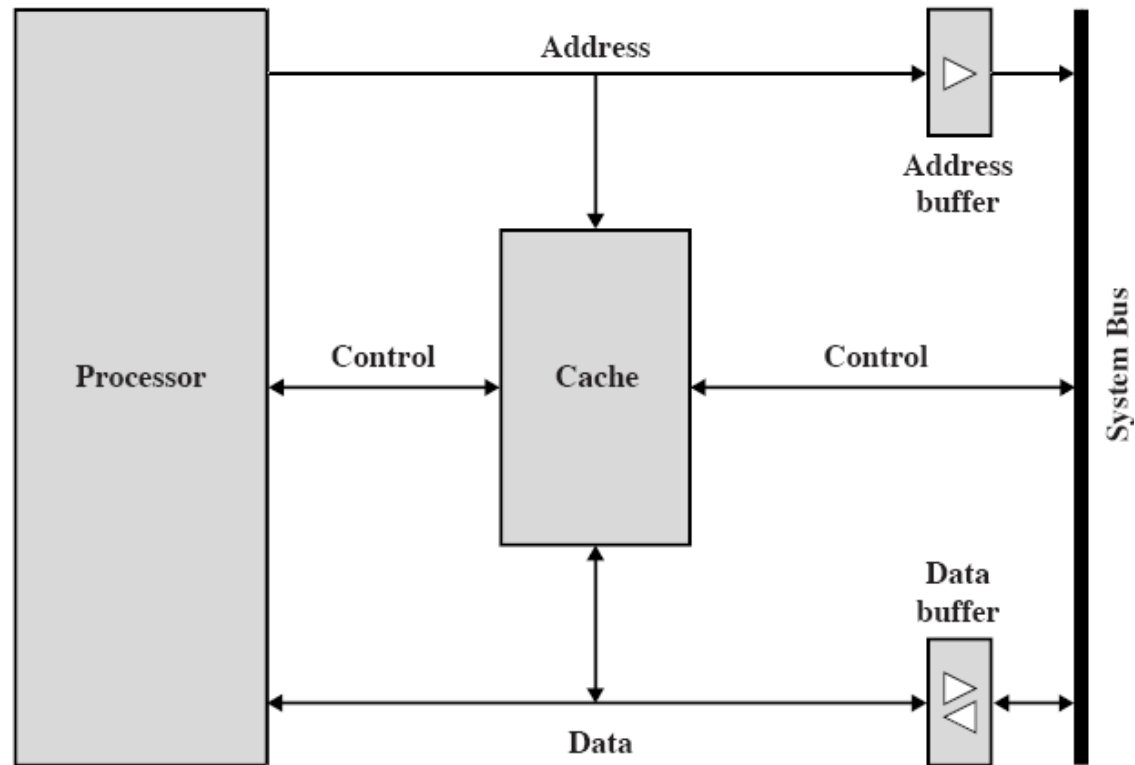 Address
Address
buffer
Processor
Control
Cache
Control
System Bus
Data
buffer
Data